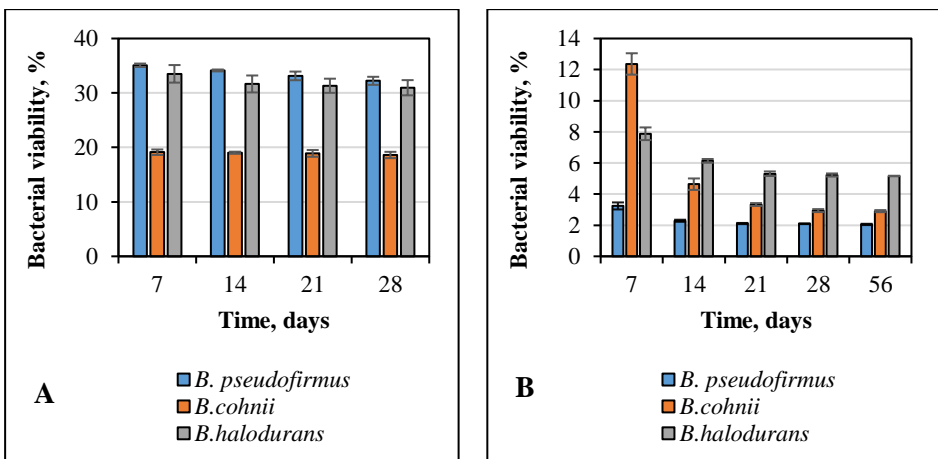 40
30
20
10
0
Bacterial viability, %
7 14 21 28
Time, days
A
B. pseudofirmus
B.cohnii
B.halodurans
14
12
10
8
6
4
2
0
Bacterial viability, %
7 14 21 28 56
Time, days
B
B. pseudofirmus
B.cohnii
B.halodurans